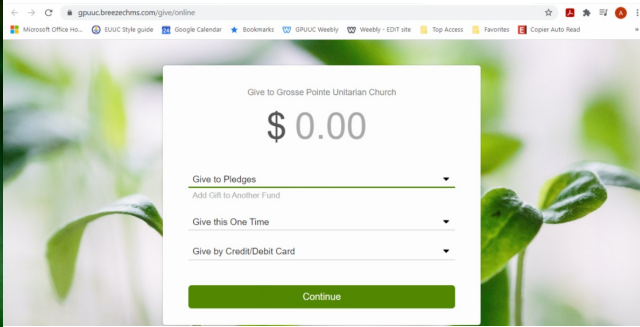 gpuuc.breezechms.com/give/online
A
Microsoft Office Ho... EUUC Style guide 24 Google Calendar Bookmarks W GPUUC Weebly W Weebly - EDIT site Top Access Favorites E Copier Auto Read »
Give to Grosse Pointe Unitarian Church
$ 0.00
Give to Pledges
Add Gift to Another Fund
Give this One Time
Give by Credit/Debit Card
Continue